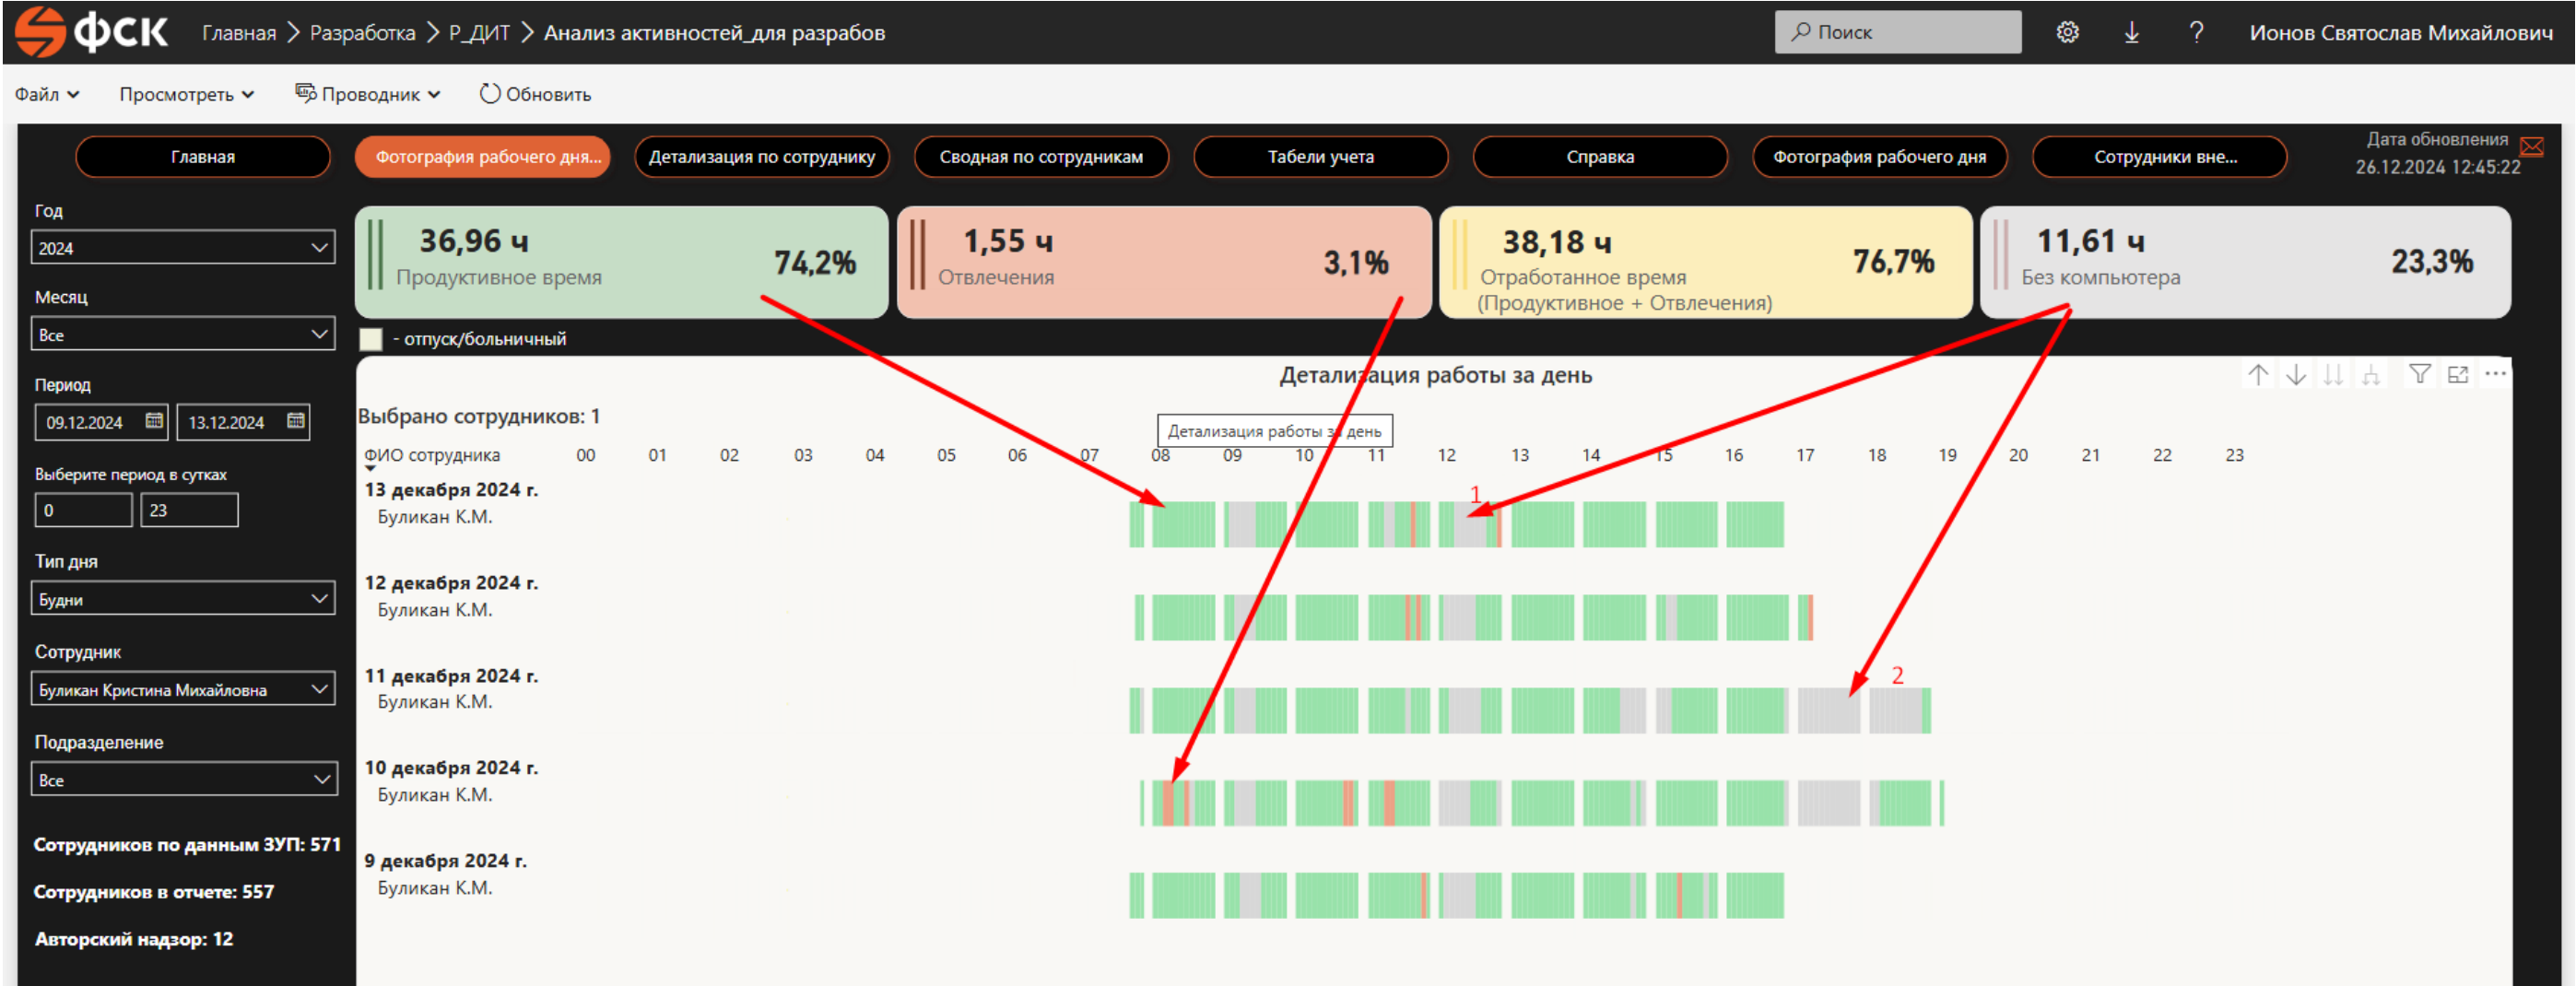 ФСК Главная > Разработка > Р_ДИТ > Анализ активностей_для разрабов Поиск ? Ионов Святослав Михайлович
Файл Просмотреть Проводник Обновить
Главная Фотография рабочего дня... Детализация по сотруднику Сводная по сотрудникам Табели учета Справка Фотография рабочего дня Сотрудники вне... Дата обновления
26.12.2024 12:45:22
Год
2024
Месяц
Все
Период
09.12.2024 13.12.2024
Выберите период в сутках
0 23
Тип дня
Будни
Сотрудник
Буликан Кристина Михайловна
Подразделение
Все
Сотрудников по данным ЗУП: 571
Сотрудников в отчете: 557
Авторский надзор: 12
36,96 ч
Продуктивное время
74,2%
1,55 ч
Отвлечения
3,1%
38,18 ч
Отработанное время
(Продуктивное + Отвлечения)
76,7%
11,61 ч
Без компьютера
23,3%
- отпуск/больничный
Детализация работы за день
Выбрано сотрудников: 1
Детализация работы за день
ФИО сотрудника 00 01 02 03 04 05 06 07 08 09 10 11 12 13 14 15 16 17 18 19 20 21 22 23
13 декабря 2024 г.
1
Буликан К.М.
12 декабря 2024 г.
Буликан К.М.
11 декабря 2024 г.
2
Буликан К.М.
10 декабря 2024 г.
Буликан К.М.
9 декабря 2024 г.
Буликан К.М.